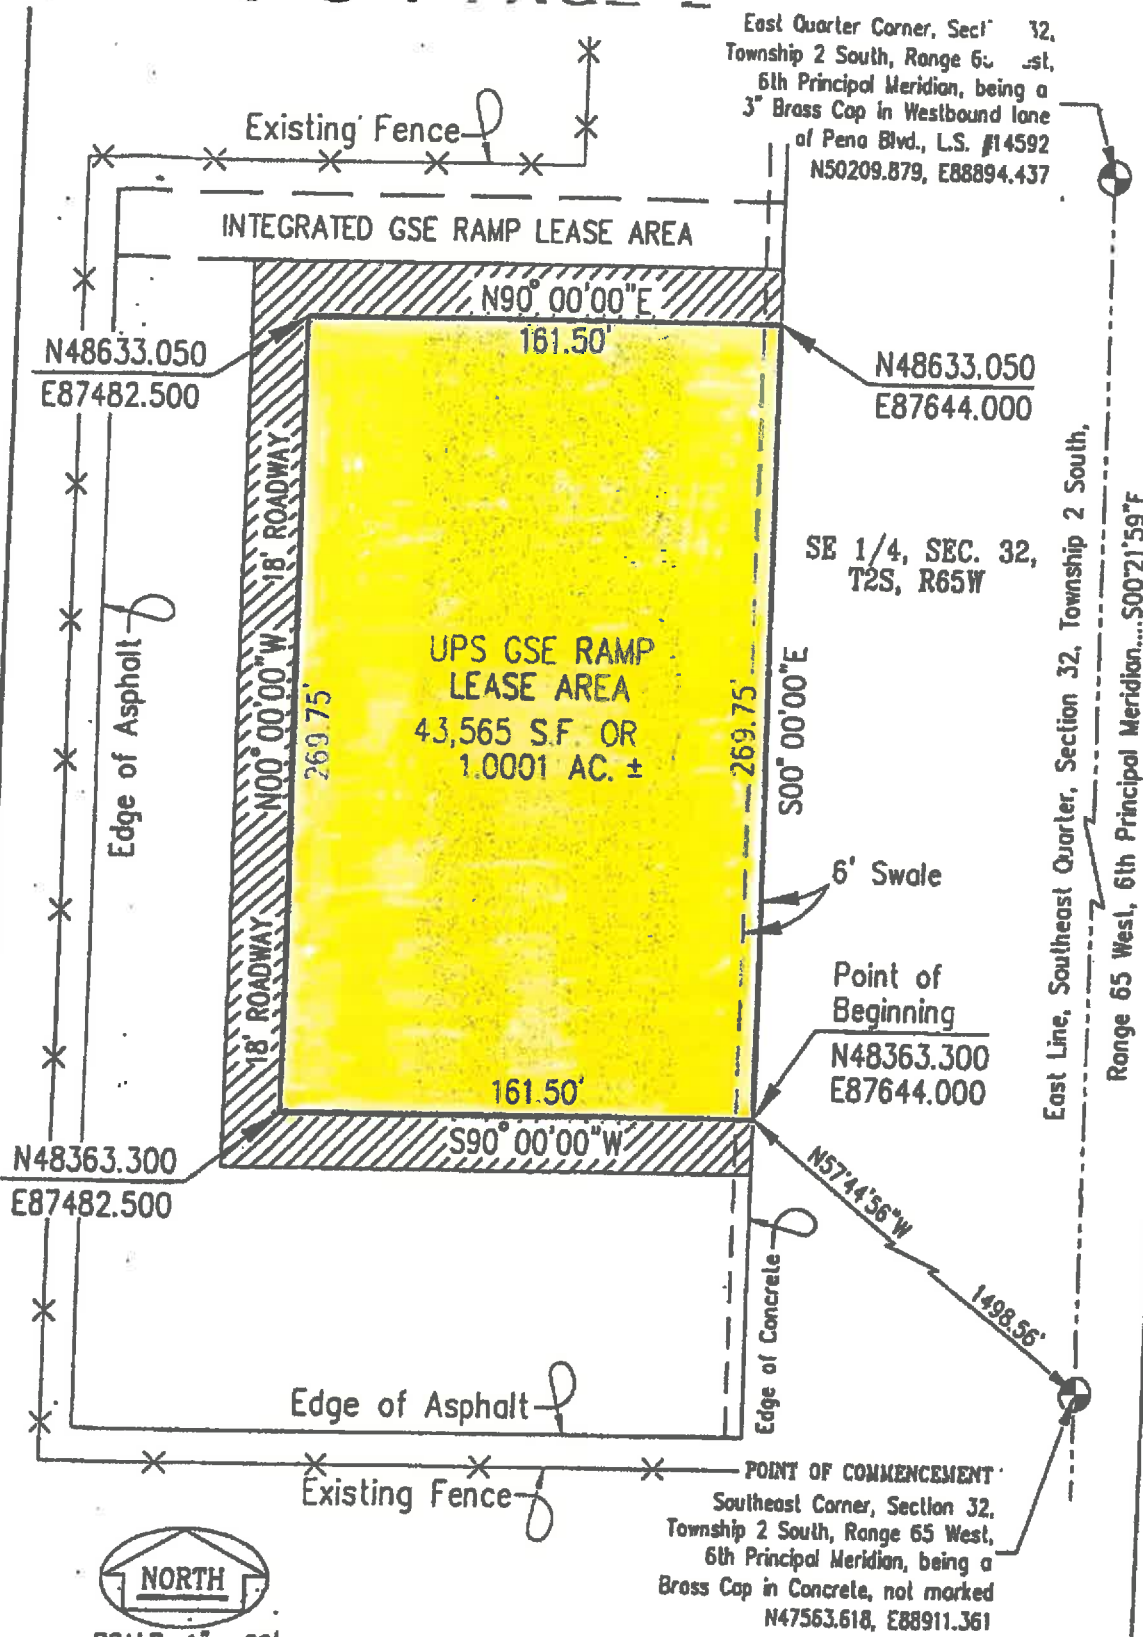 East Quarter Corner, Sect 32,
Township 2 South, Range 6 st,
6th Principal Meridian, being a
3" Brass Cap in Westbound lane
of Pena Blvd., L.S. #14592
N50209.879, E88894.437
Existing Fence
INTEGRATED GSE RAMP LEASE AREA
N90° 00'00"E
161.50'
N48633.050
E87482.500
N48633.050
E87644.000
18' ROADWAY
N00° 00'00"W
269.75'
18' ROADWAY
Edge of Asphalt
UPS GSE RAMP
LEASE AREA
43,565 S.F. OR
1.0001 AC. ±
269.75'
S00° 00'00"E
SE 1/4, SEC. 32,
T2S, R65W
East Line, Southeast Quarter, Section 32, Township 2 South,
Range 65 West, 6th Principal Meridian....S00°21'59"E
6' Swale
Point of
Beginning
N48363.300
E87644.000
161.50'
S90° 00'00"W
N48363.300
E87482.500
N57°44'56"W
1498.56'
Edge of Concrete
Edge of Asphalt
Existing Fence
POINT OF COMMENCEMENT
Southeast Corner, Section 32,
Township 2 South, Range 65 West,
6th Principal Meridian, being a
Brass Cap in Concrete, not marked
N47563.618, E88911.361
NORTH